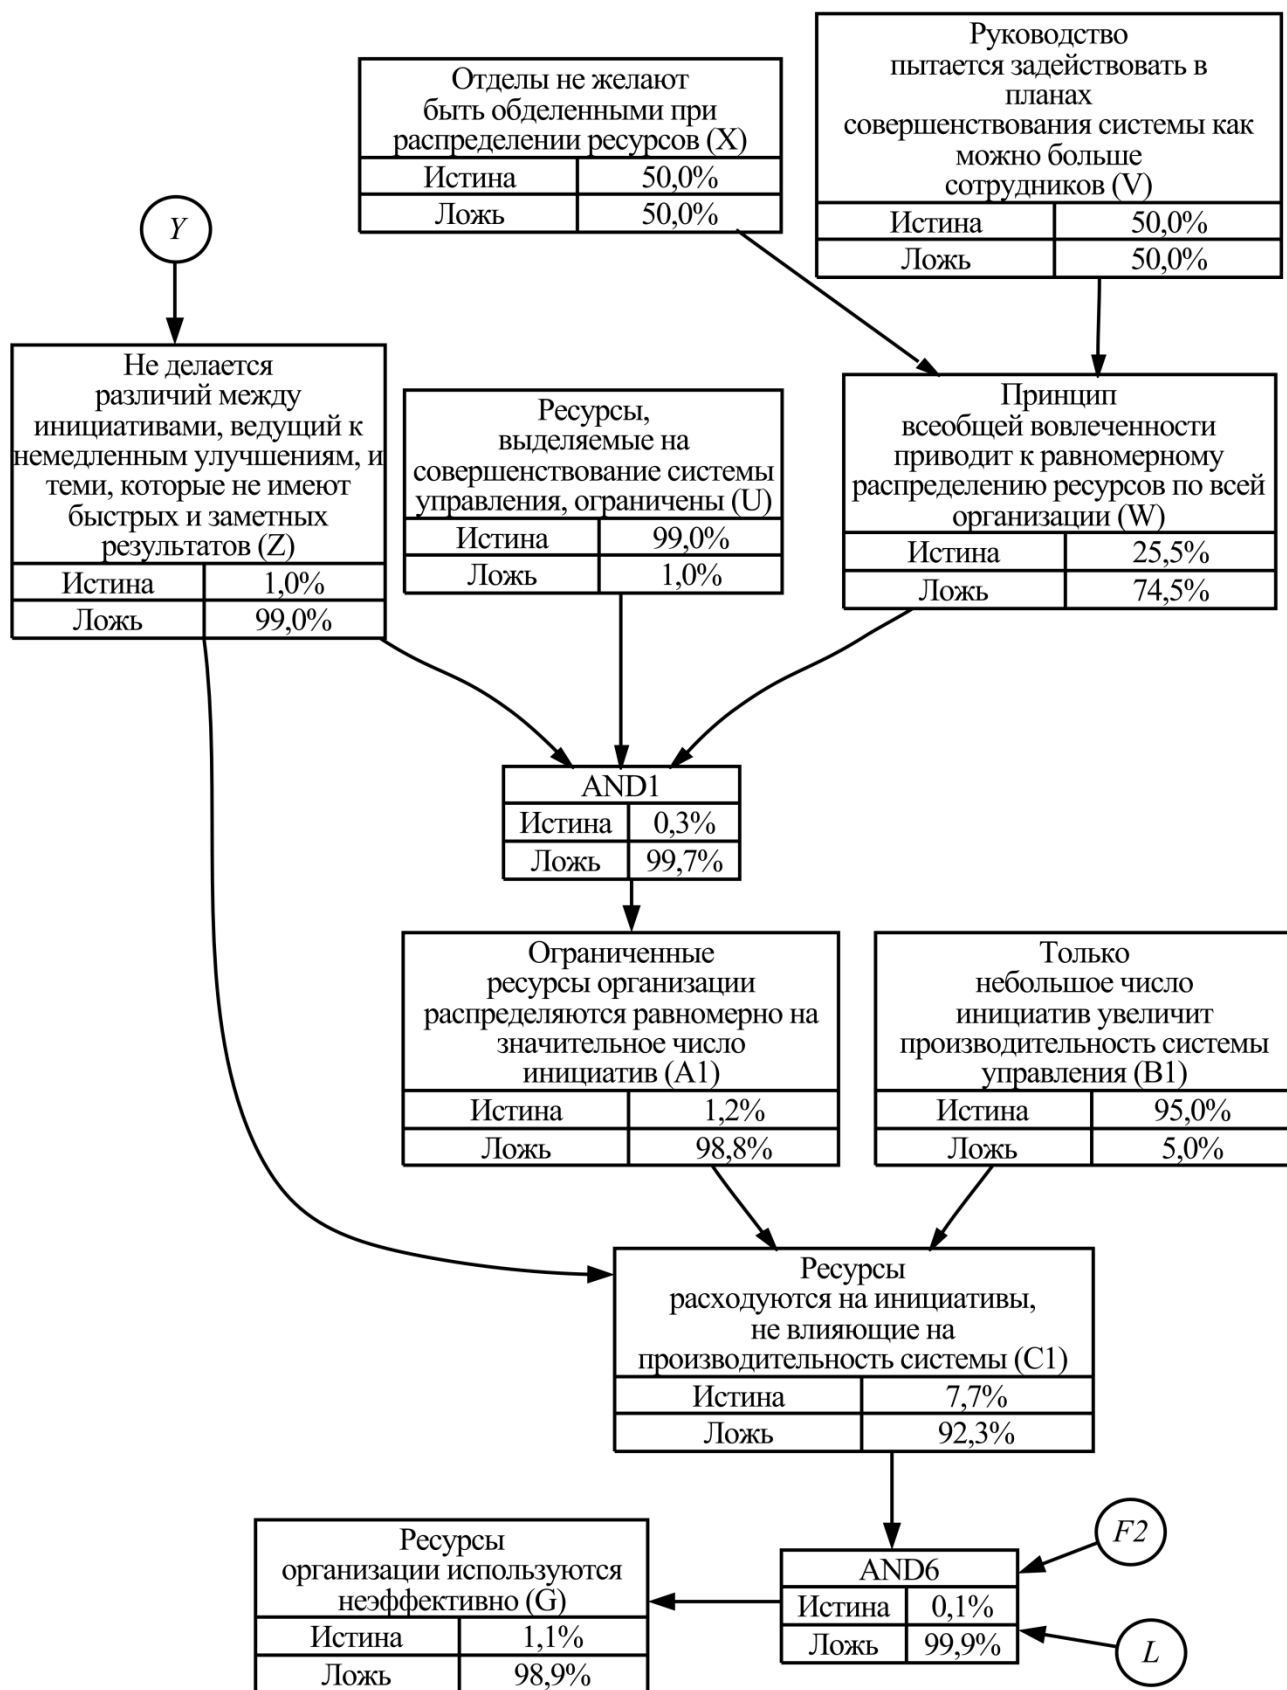 Руководство
пытается задействовать в
планах
совершенствования системы как
можно больше
сотрудников (V)
Истина 50,0%
Ложь 50,0%
Отделы не желают
быть обделенными при
распределении ресурсов (X)
Истина 50,0%
Ложь 50,0%
Y
Не делается
различий между
инициативами, ведущий к
немедленным улучшениям, и
теми, которые не имеют
быстрых и заметных
результатов (Z)
Истина 1,0%
Ложь 99,0%
Ресурсы,
выделяемые на
совершенствование системы
управления, ограничены (U)
Истина 99,0%
Ложь 1,0%
Принцип
всеобщей вовлеченности
приводит к равномерному
распределению ресурсов по всей
организации (W)
Истина 25,5%
Ложь 74,5%
AND1
Истина 0,3%
Ложь 99,7%
Ограниченные
ресурсы организации
распределяются равномерно на
значительное число
инициатив (A1)
Истина 1,2%
Ложь 98,8%
Только
небольшое число
инициатив увеличит
производительность системы
управления (B1)
Истина 95,0%
Ложь 5,0%
Ресурсы
расходуются на инициативы,
не влияющие на
производительность системы (C1)
Истина 7,7%
Ложь 92,3%
F2
AND6
Истина 0,1%
Ложь 99,9%
L
Ресурсы
организации используются
неэффективно (G)
Истина 1,1%
Ложь 98,9%